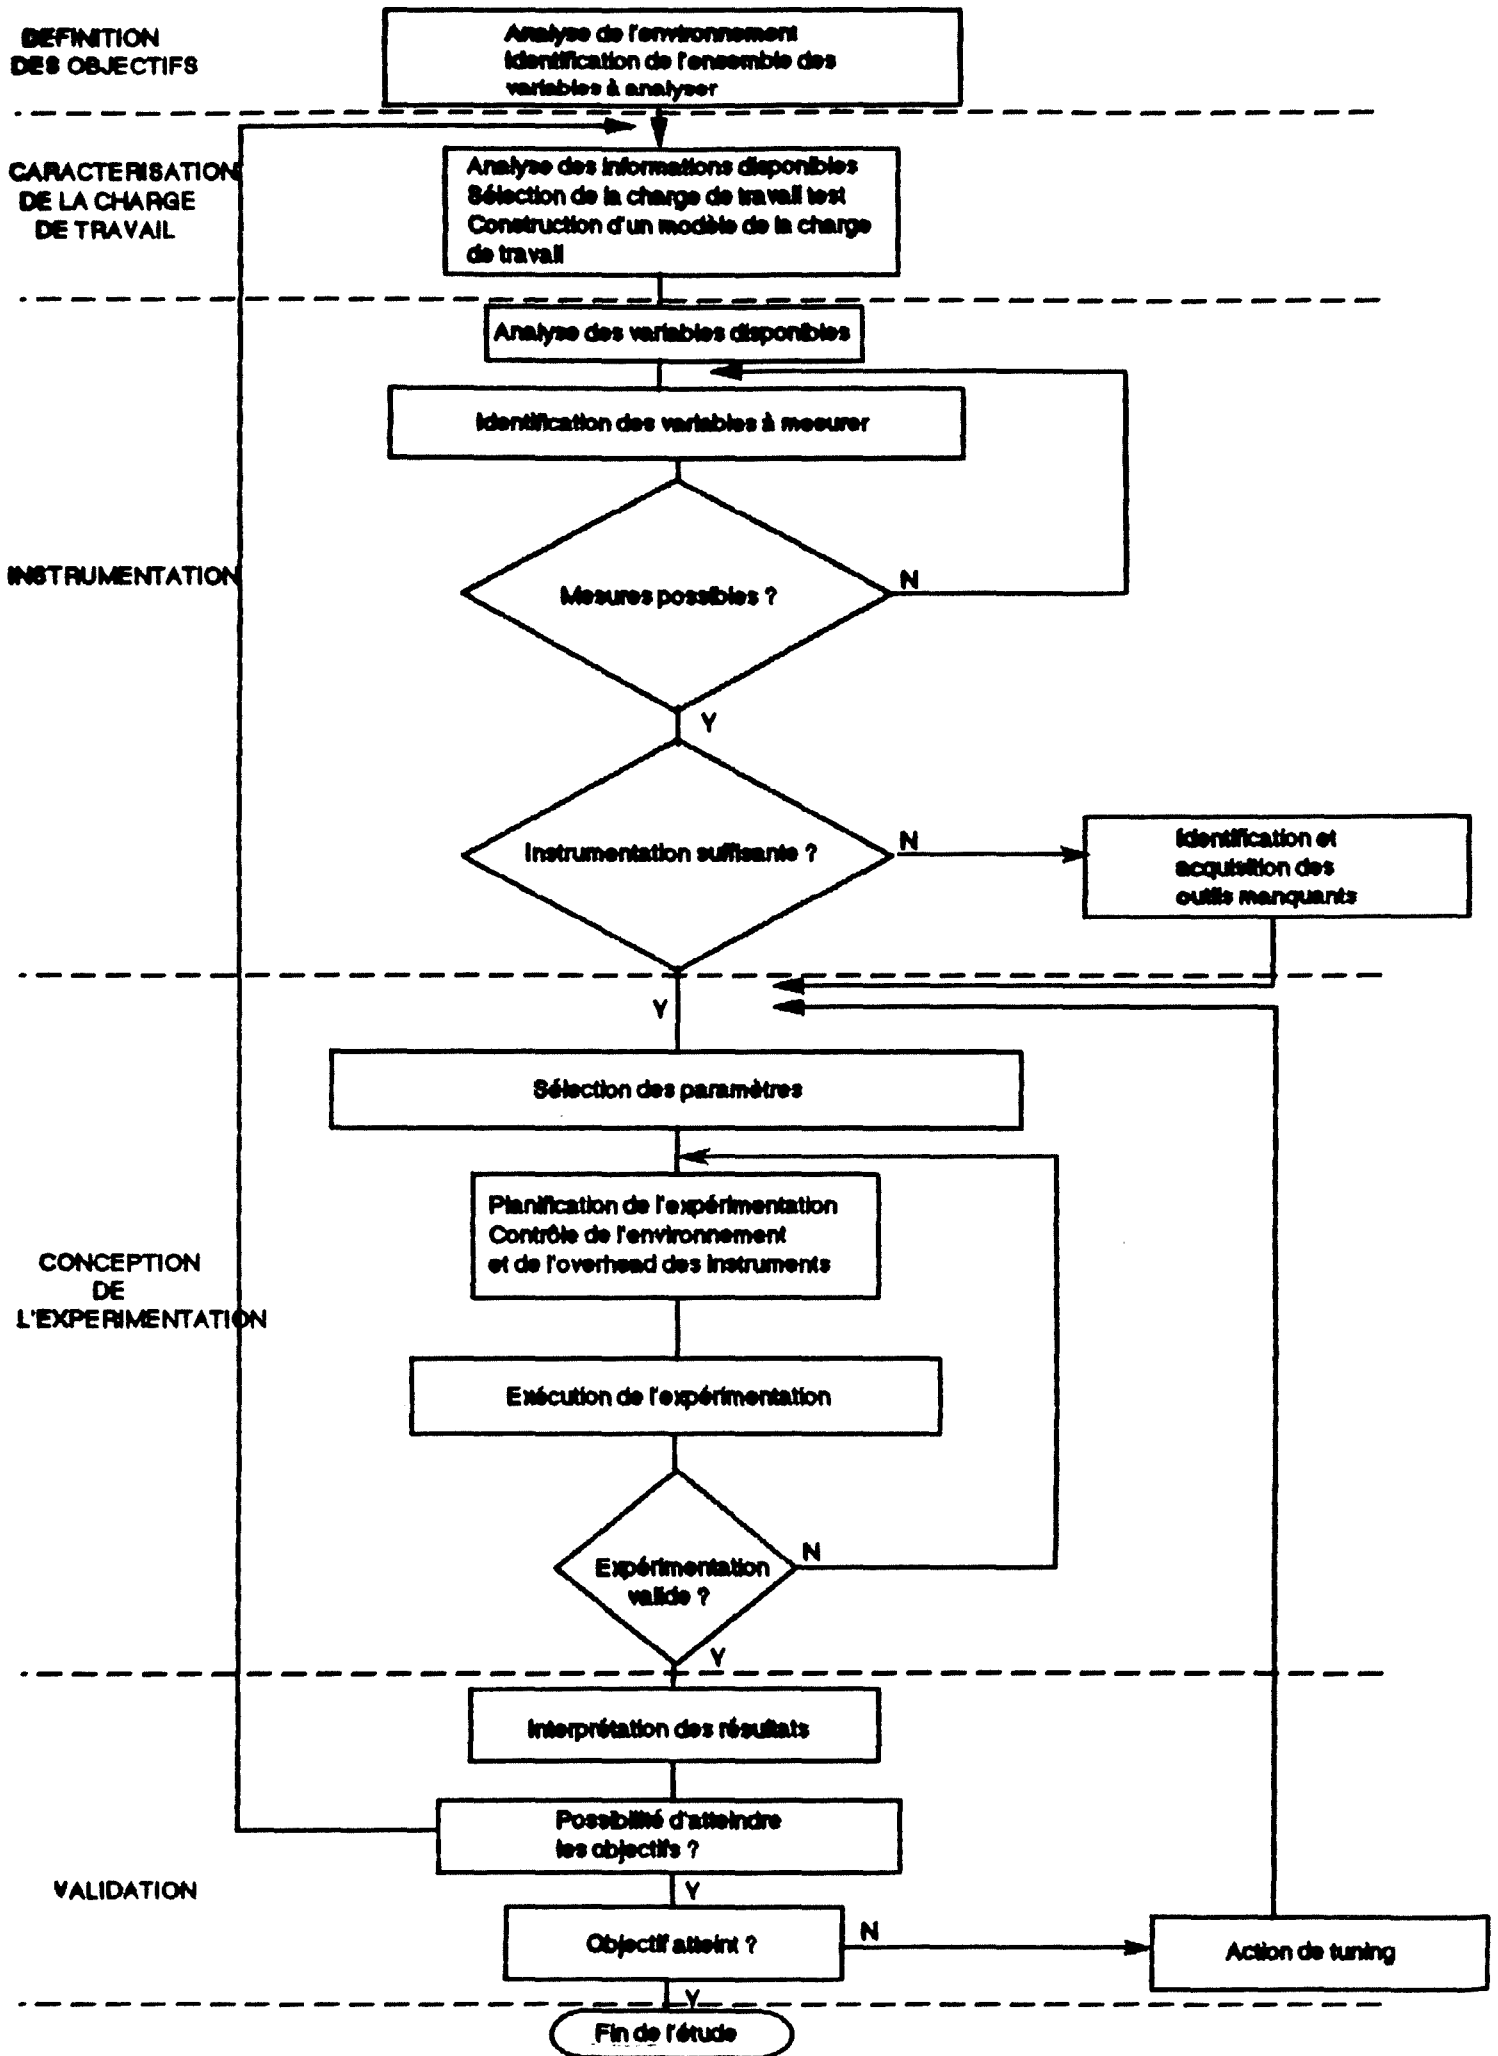 DEFINITION
DES OBJECTIFS
Analyse de l'environnement
Identification de l'ensemble des
variables à analyser
CARACTERISATION
DE LA CHARGE
DE TRAVAIL
Analyse des informations disponibles
Sélection de la charge de travail test
Construction d'un modèle de la charge
de travail
INSTRUMENTATION
Analyse des variables disponibles
Identification des variables à mesurer
Mesures possibles ?
N
Y
Instrumentation suffisante ?
N
Identification et
acquisition des
outils manquants
Y
CONCEPTION
DE
L'EXPERIMENTATION
Sélection des paramètres
Planification de l'expérimentation
Contrôle de l'environnement
et de l'overhead des instruments
Exécution de l'expérimentation
Expérimentation
valide ?
N
Y
VALIDATION
Interprétation des résultats
Possibilité d'atteindre
les objectifs ?
Y
Objectif atteint ?
N
Action de tuning
Y
Fin de l'étude